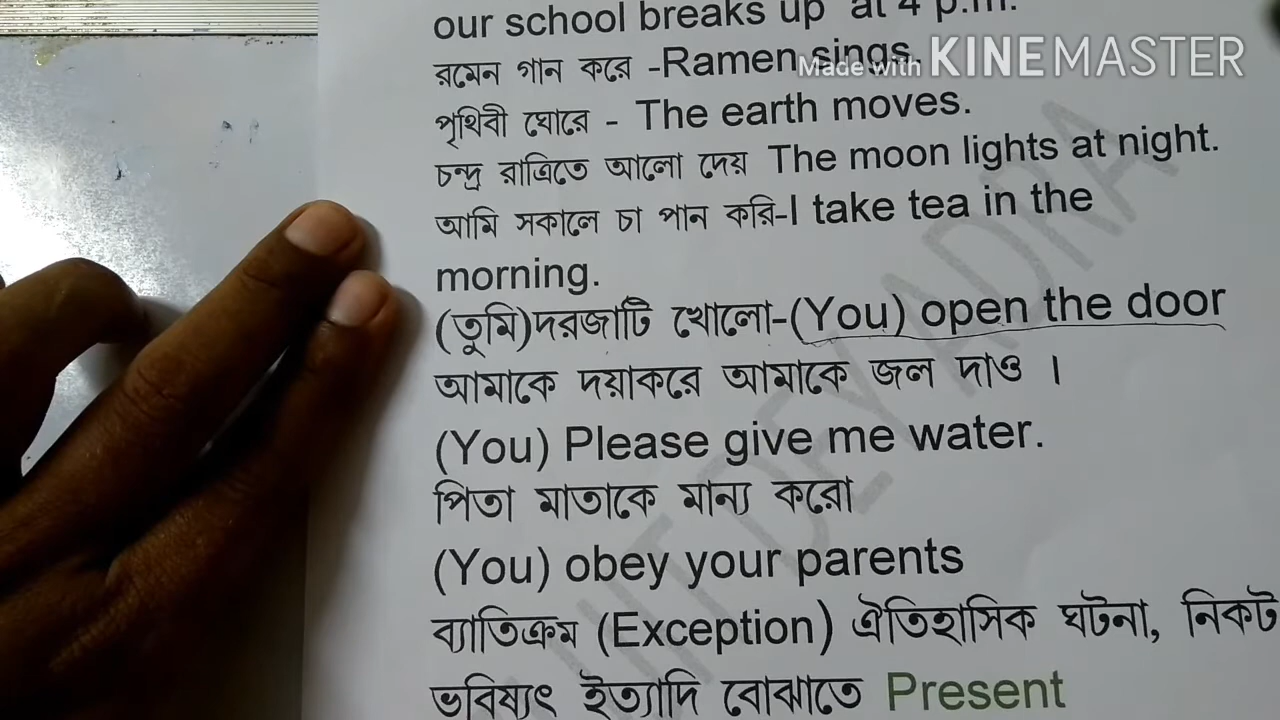 our school breaks up at 4 p.m.
Made with KINEMASTER
রমেন গান করে -Ramen sings.
পৃথিবী ঘোরে - The earth moves.
চন্দ্র রাত্রিতে আলো দেয় The moon lights at night.
আমি সকালে চা পান করি-I take tea in the
morning.
(তুমি)দরজাটি খোলো-(You) open the door
আমাকে দয়াকরে আমাকে জল দাও ।
(You) Please give me water.
পিতা মাতাকে মান্য করো
(You) obey your parents
ব্যাতিক্রম (Exception) ঐতিহাসিক ঘটনা, নিকট
ভবিষ্যৎ ইত্যাদি বোঝাতে Present